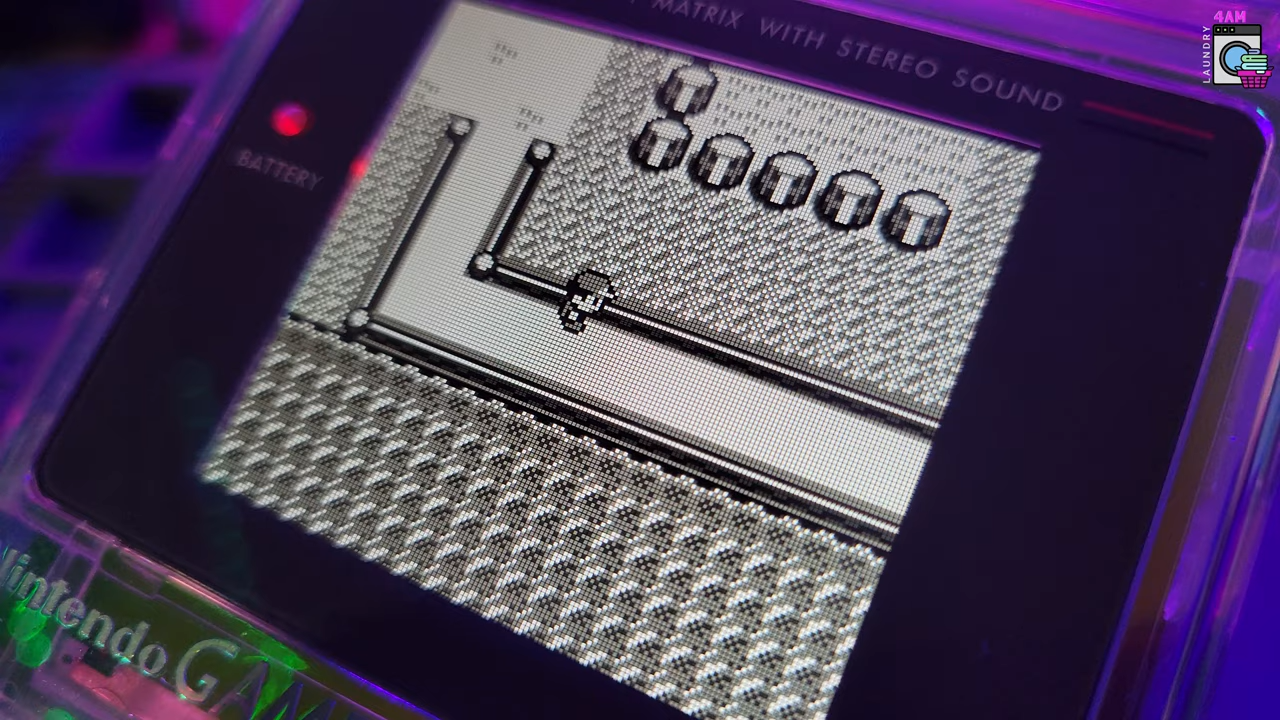 MATRIX WITH STEREO SOUND
4AM
LAUNDRY
BATTERY
Nintendo GAM